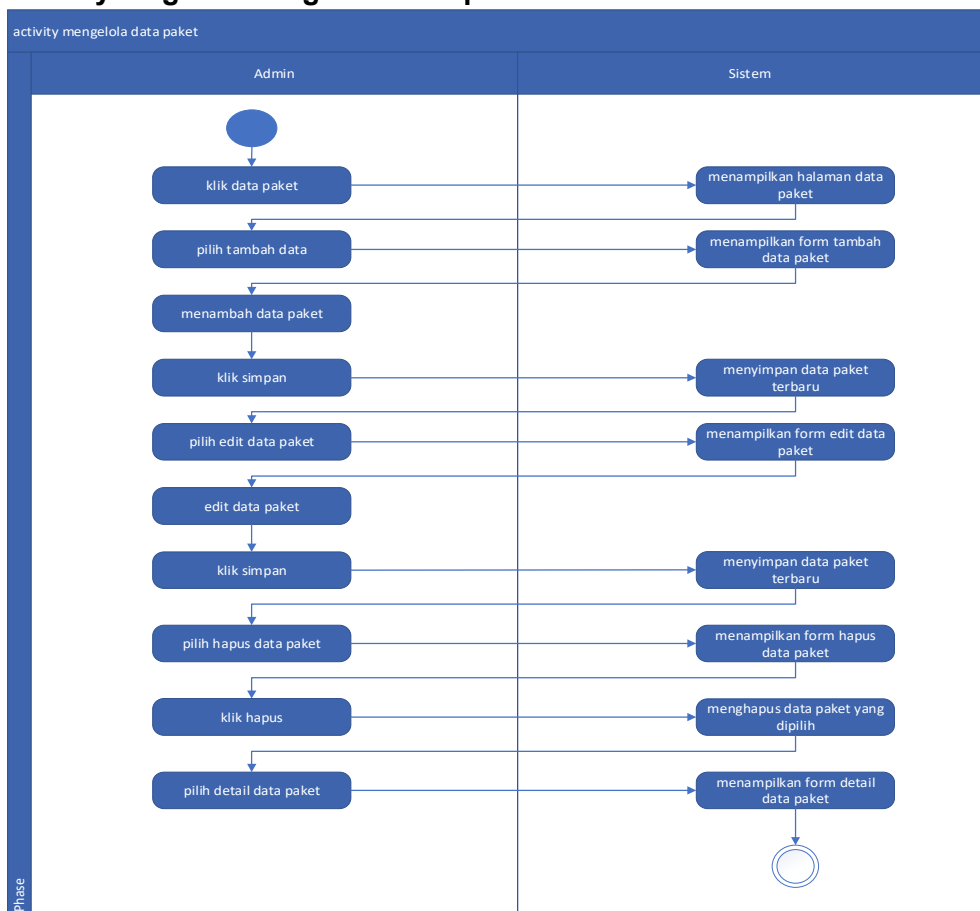 activity mengelola data paket
Admin
Sistem
klik data paket
menampilkan halaman data
paket
pilih tambah data
menampilkan form tambah
data paket
menambah data paket
klik simpan
menyimpan data paket
terbaru
pilih edit data paket
menampilkan form edit data
paket
edit data paket
klik simpan
menyimpan data paket
terbaru
pilih hapus data paket
menampilkan form hapus
data paket
klik hapus
menghapus data paket yang
dipilih
pilih detail data paket
menampilkan form detail
data paket
Phase